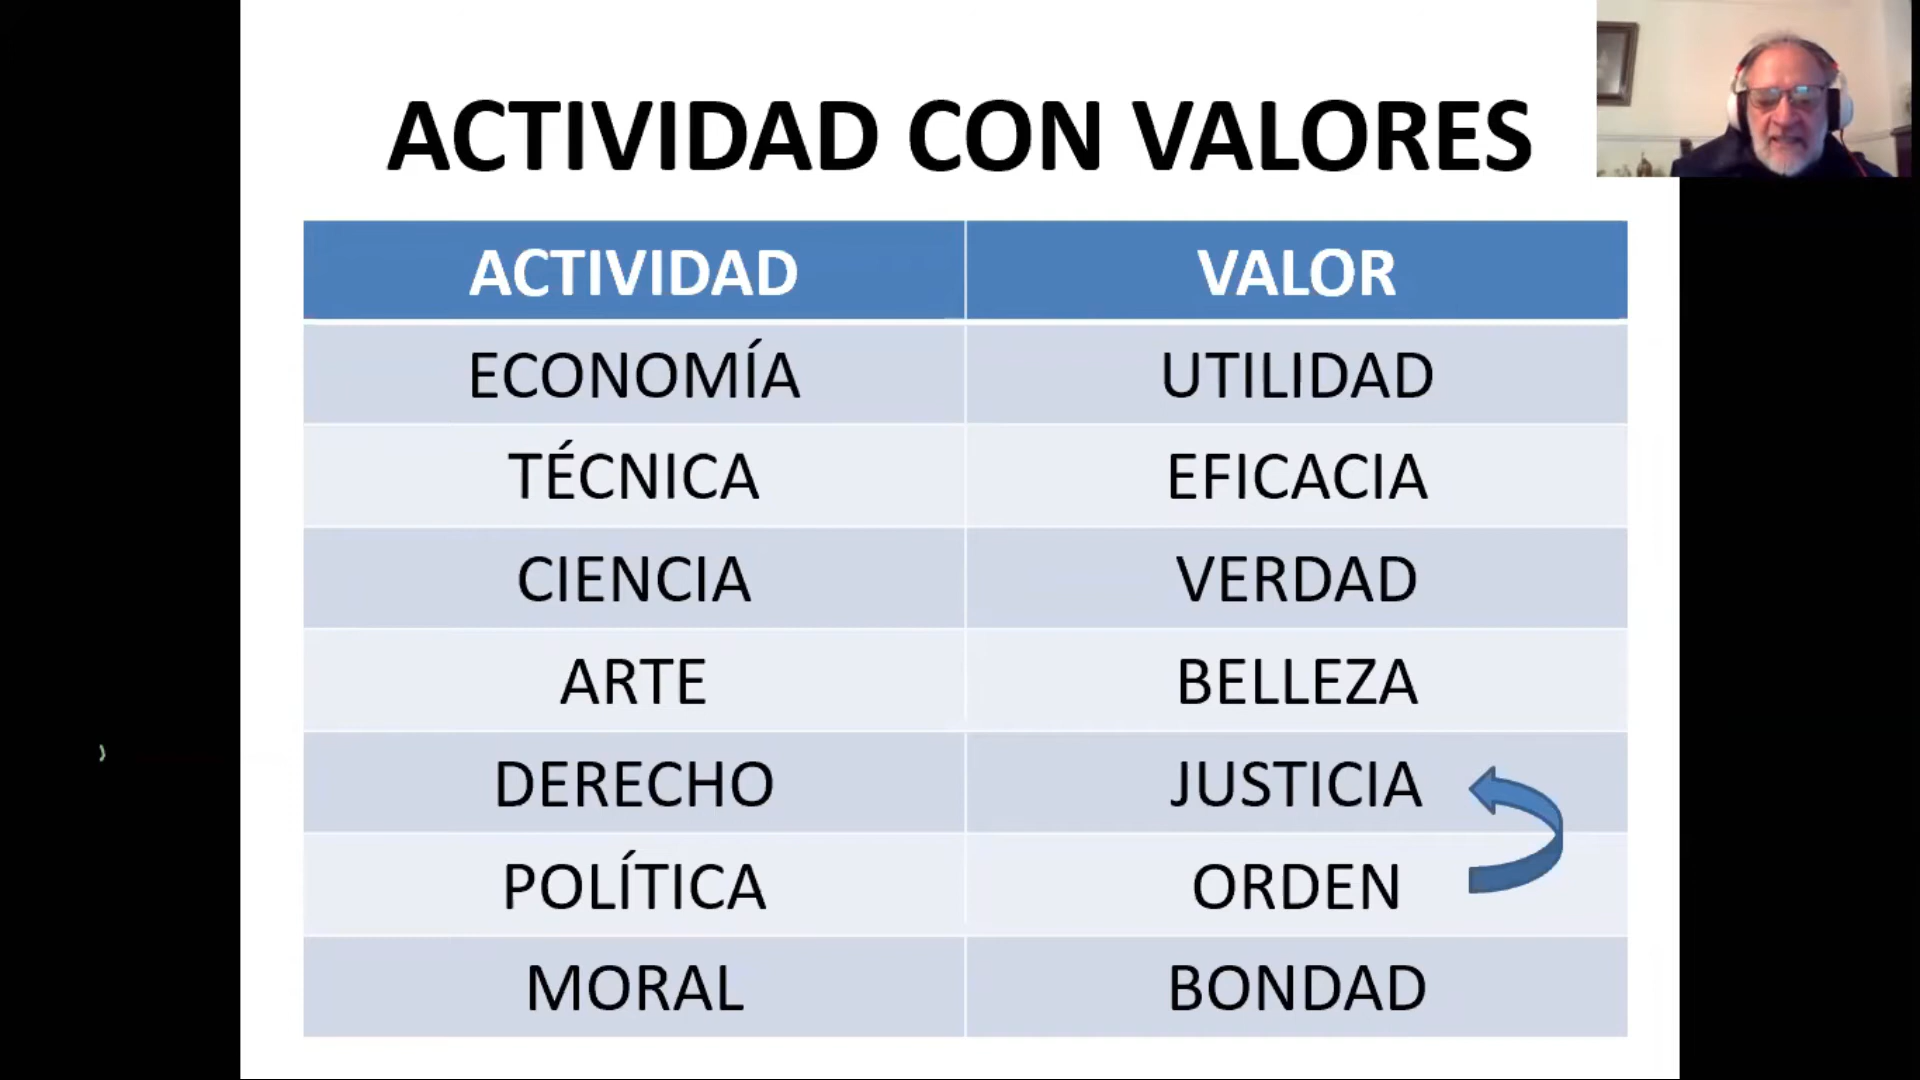 ACTIVIDAD CON VALORES
ACTIVIDAD VALOR
ECONOMÍA UTILIDAD
TÉCNICA EFICACIA
CIENCIA VERDAD
ARTE BELLEZA
DERECHO JUSTICIA
POLÍTICA ORDEN
MORAL BONDAD